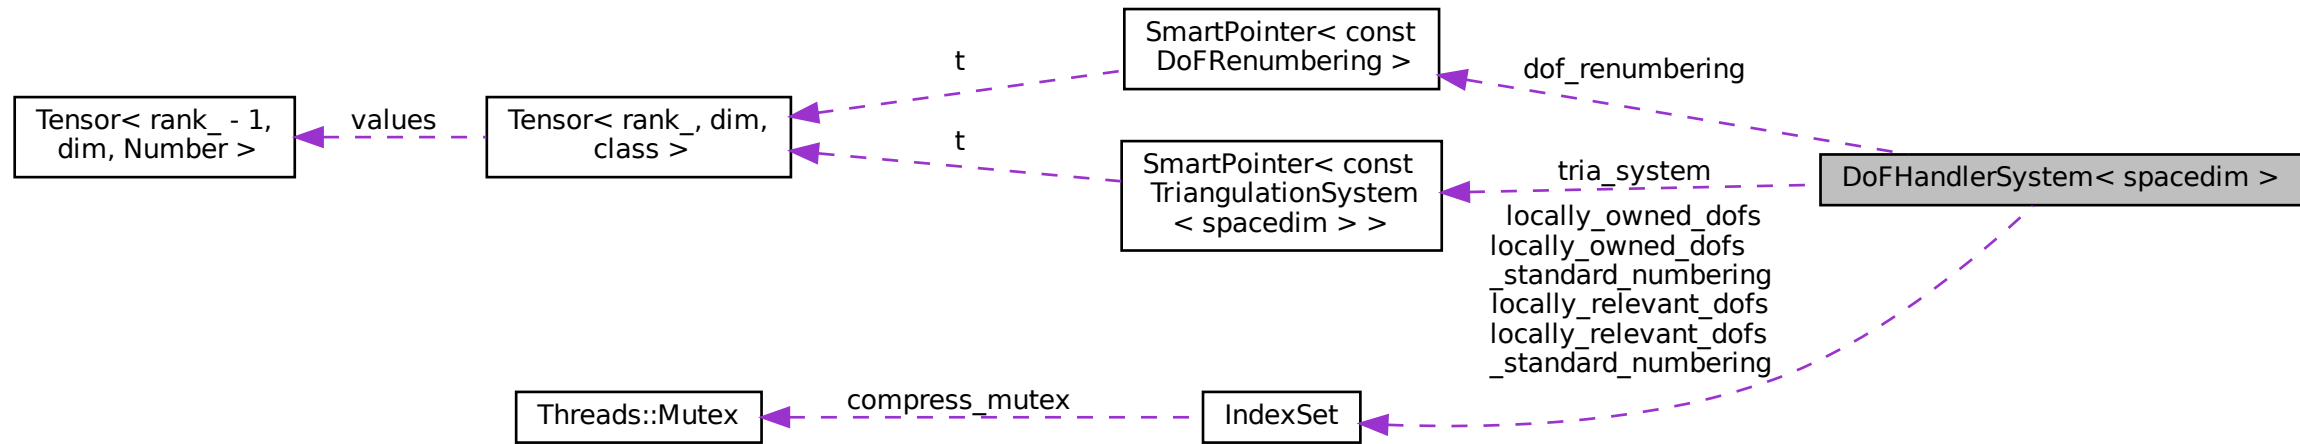 SmartPointer< const
DoFRenumbering >
t
dof_renumbering
Tensor< rank_ - 1,
dim, Number >
values
Tensor< rank_, dim,
class >
t
SmartPointer< const
TriangulationSystem
< spacedim > >
tria_system
DoFHandlerSystem< spacedim >
locally_owned_dofs
locally_owned_dofs
_standard_numbering
locally_relevant_dofs
locally_relevant_dofs
_standard_numbering
Threads::Mutex
compress_mutex
IndexSet